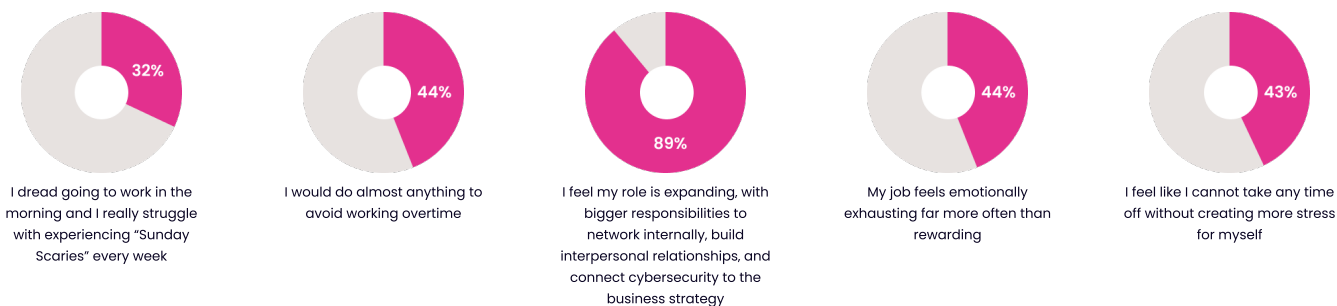 32%
I dread going to work in the
morning and I really struggle
with experiencing “Sunday
Scaries” every week
44%
I would do almost anything to
avoid working overtime
89%
I feel my role is expanding, with
bigger responsibilities to
network internally, build
interpersonal relationships, and
connect cybersecurity to the
business strategy
44%
My job feels emotionally
exhausting far more often than
rewarding
43%
I feel like I cannot take any time
off without creating more stress
for myself